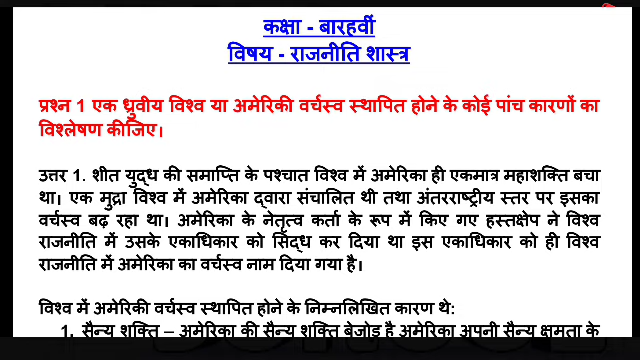 कक्षा - बारहवीं
विषय - राजनीति शास्त्र
प्रश्न 1 एक ध्रुवीय विश्व या अमेरिकी वर्चस्व स्थापित होने के कोई पांच कारणों का
विश्लेषण कीजिए।
उत्तर 1. शीत युद्ध की समाप्ति के पश्चात विश्व में अमेरिका ही एकमात्र महाशक्ति बचा
था। एक मुद्रा विश्व में अमेरिका द्वारा संचालित थी तथा अंतरराष्ट्रीय स्तर पर इसका
वर्चस्व बढ़ रहा था। अमेरिका के नेतृत्व कर्ता के रूप में किए गए हस्तक्षेप ने विश्व
राजनीति में उसके एकाधिकार को सिद्ध कर दिया था इस एकाधिकार को ही विश्व
राजनीति में अमेरिका का वर्चस्व नाम दिया गया है।
विश्व में अमेरिकी वर्चस्व स्थापित होने के निम्नलिखित कारण थे:
1. सैन्य शक्ति – अमेरिका की सैन्य शक्ति बेजोड़ है अमेरिका अपनी सैन्य क्षमता के